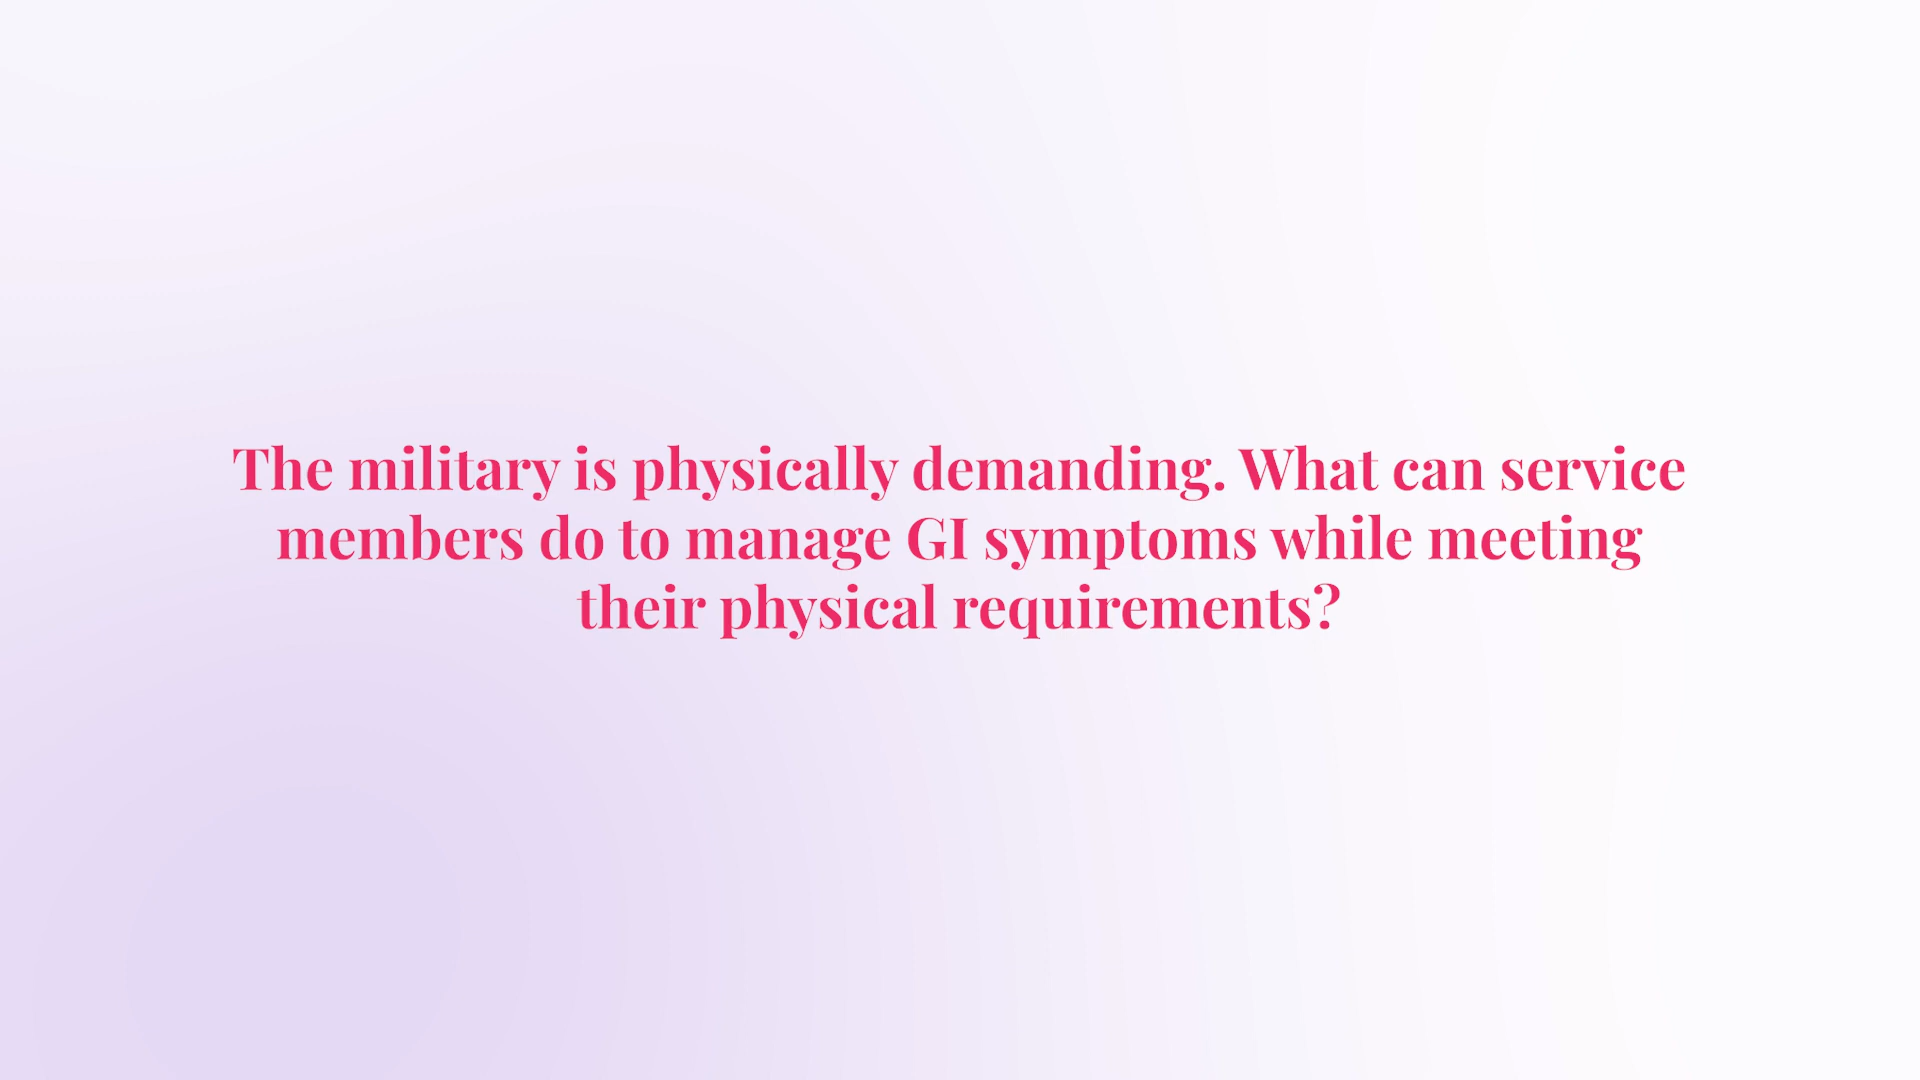 The military is physically demanding. What can service
members do to manage GI symptoms while meeting
their physical requirements?